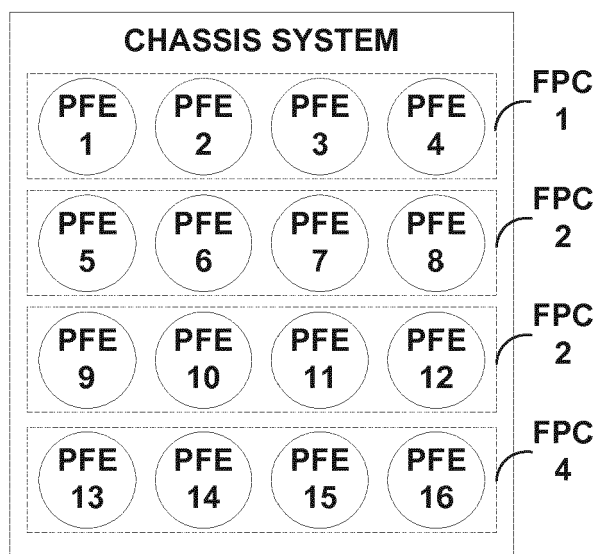 CHASSIS SYSTEM
PFE 1
PFE 2
PFE 3
PFE 4
FPC 1
PFE 5
PFE 6
PFE 7
PFE 8
FPC 2
PFE 9
PFE 10
PFE 11
PFE 12
FPC 2
PFE 13
PFE 14
PFE 15
PFE 16
FPC 4